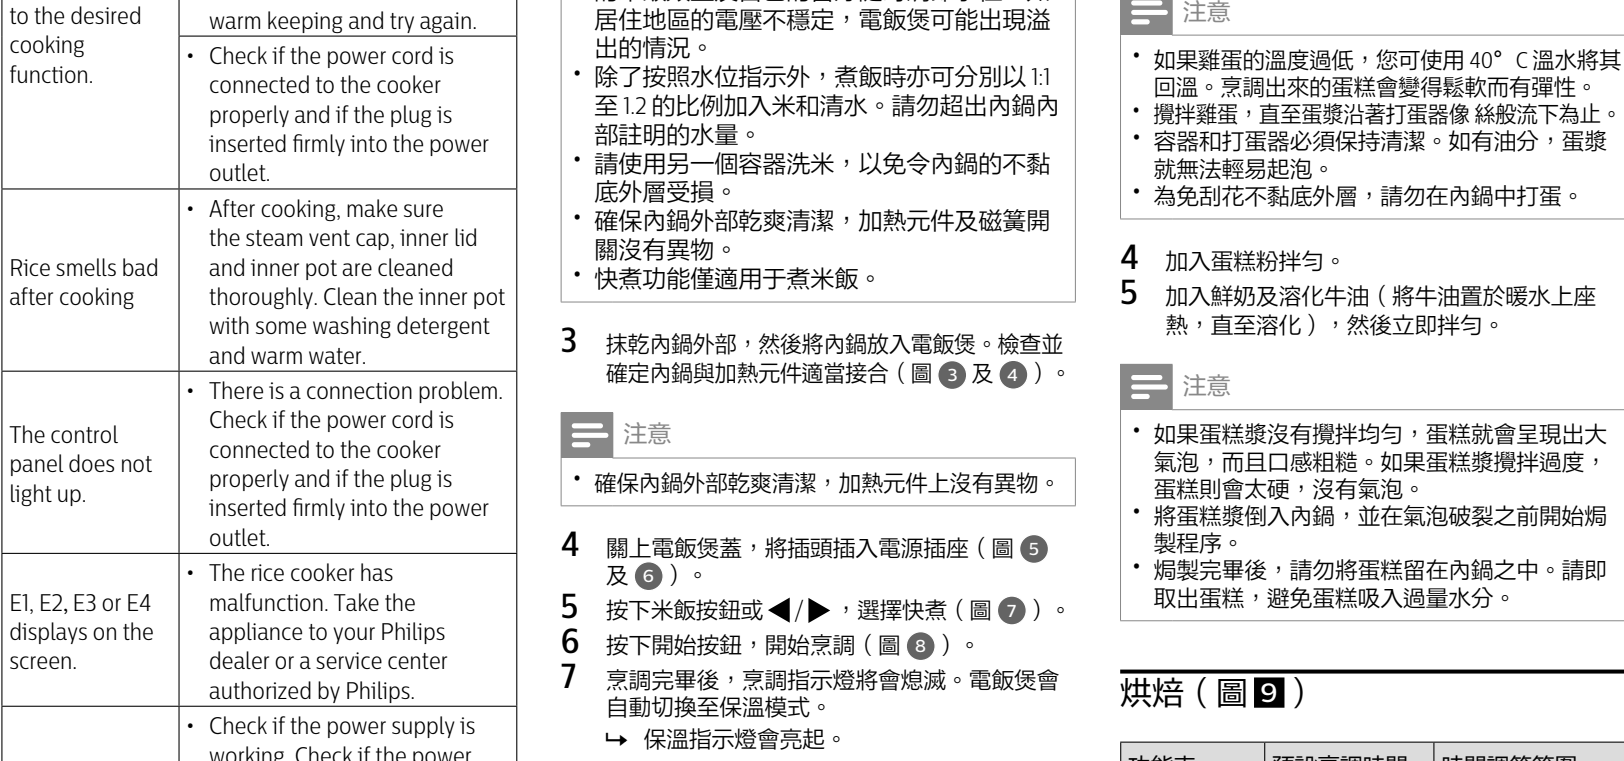 to the desired
cooking
function.
warm keeping and try again.
• Check if the power cord is
connected to the cooker
properly and if the plug is
inserted firmly into the power
outlet.
Rice smells bad
after cooking
• After cooking, make sure
the steam vent cap, inner lid
and inner pot are cleaned
thoroughly. Clean the inner pot
with some washing detergent
and warm water.
The control
panel does not
light up.
• There is a connection problem.
Check if the power cord is
connected to the cooker
properly and if the plug is
inserted firmly into the power
outlet.
E1, E2, E3 or E4
displays on the
screen.
• The rice cooker has
malfunction. Take the
appliance to your Philips
dealer or a service center
authorized by Philips.
• Check if the power supply is
working. Check if the power
居住地區的電壓不穩定，電飯煲可能出現溢
出的情況。
• 除了按照水位指示外，煮飯時亦可分別以 1:1
至 1:2 的比例加入米和清水。請勿超出內鍋內
部註明的水量。
• 請使用另一個容器洗米，以免令內鍋的不黏
底外層受損。
• 確保內鍋外部乾爽清潔，加熱元件及磁簧開
關沒有異物。
• 快煮功能僅適用于煮米飯。
3 抹乾內鍋外部，然後將內鍋放入電飯煲。檢查並
確定內鍋與加熱元件適當接合（圖 3 及 4）。
注意
• 確保內鍋外部乾爽清潔，加熱元件上沒有異物。
4 關上電飯煲蓋，將插頭插入電源插座（圖 5
及 6）。
5 按下米飯按鈕或 ◀/▶，選擇快煮（圖 7）。
6 按下開始按鈕，開始烹調（圖 8）。
7 烹調完畢後，烹調指示燈將會熄滅。電飯煲會
自動切換至保溫模式。
↳ 保溫指示燈會亮起。
注意
• 如果雞蛋的溫度過低，您可使用 40°C 溫水將其
回溫。烹調出來的蛋糕會變得鬆軟而有彈性。
• 攪拌雞蛋，直至蛋漿沿著打蛋器像 絲般流下為止。
• 容器和打蛋器必須保持清潔。如有油分，蛋漿
就無法輕易起泡。
• 為免刮花不黏底外層，請勿在內鍋中打蛋。
4 加入蛋糕粉拌勻。
5 加入鮮奶及溶化牛油（將牛油置於暖水上座
熱，直至溶化），然後立即拌勻。
注意
• 如果蛋糕漿沒有攪拌均勻，蛋糕就會呈現出大
氣泡，而且口感粗糙。如果蛋糕漿攪拌過度，
蛋糕則會太硬，沒有氣泡。
• 將蛋糕漿倒入內鍋，並在氣泡破裂之前開始焗
製程序。
• 焗製完畢後，請勿將蛋糕留在內鍋之中。請即
取出蛋糕，避免蛋糕吸入過量水分。
烘焙（圖 9）